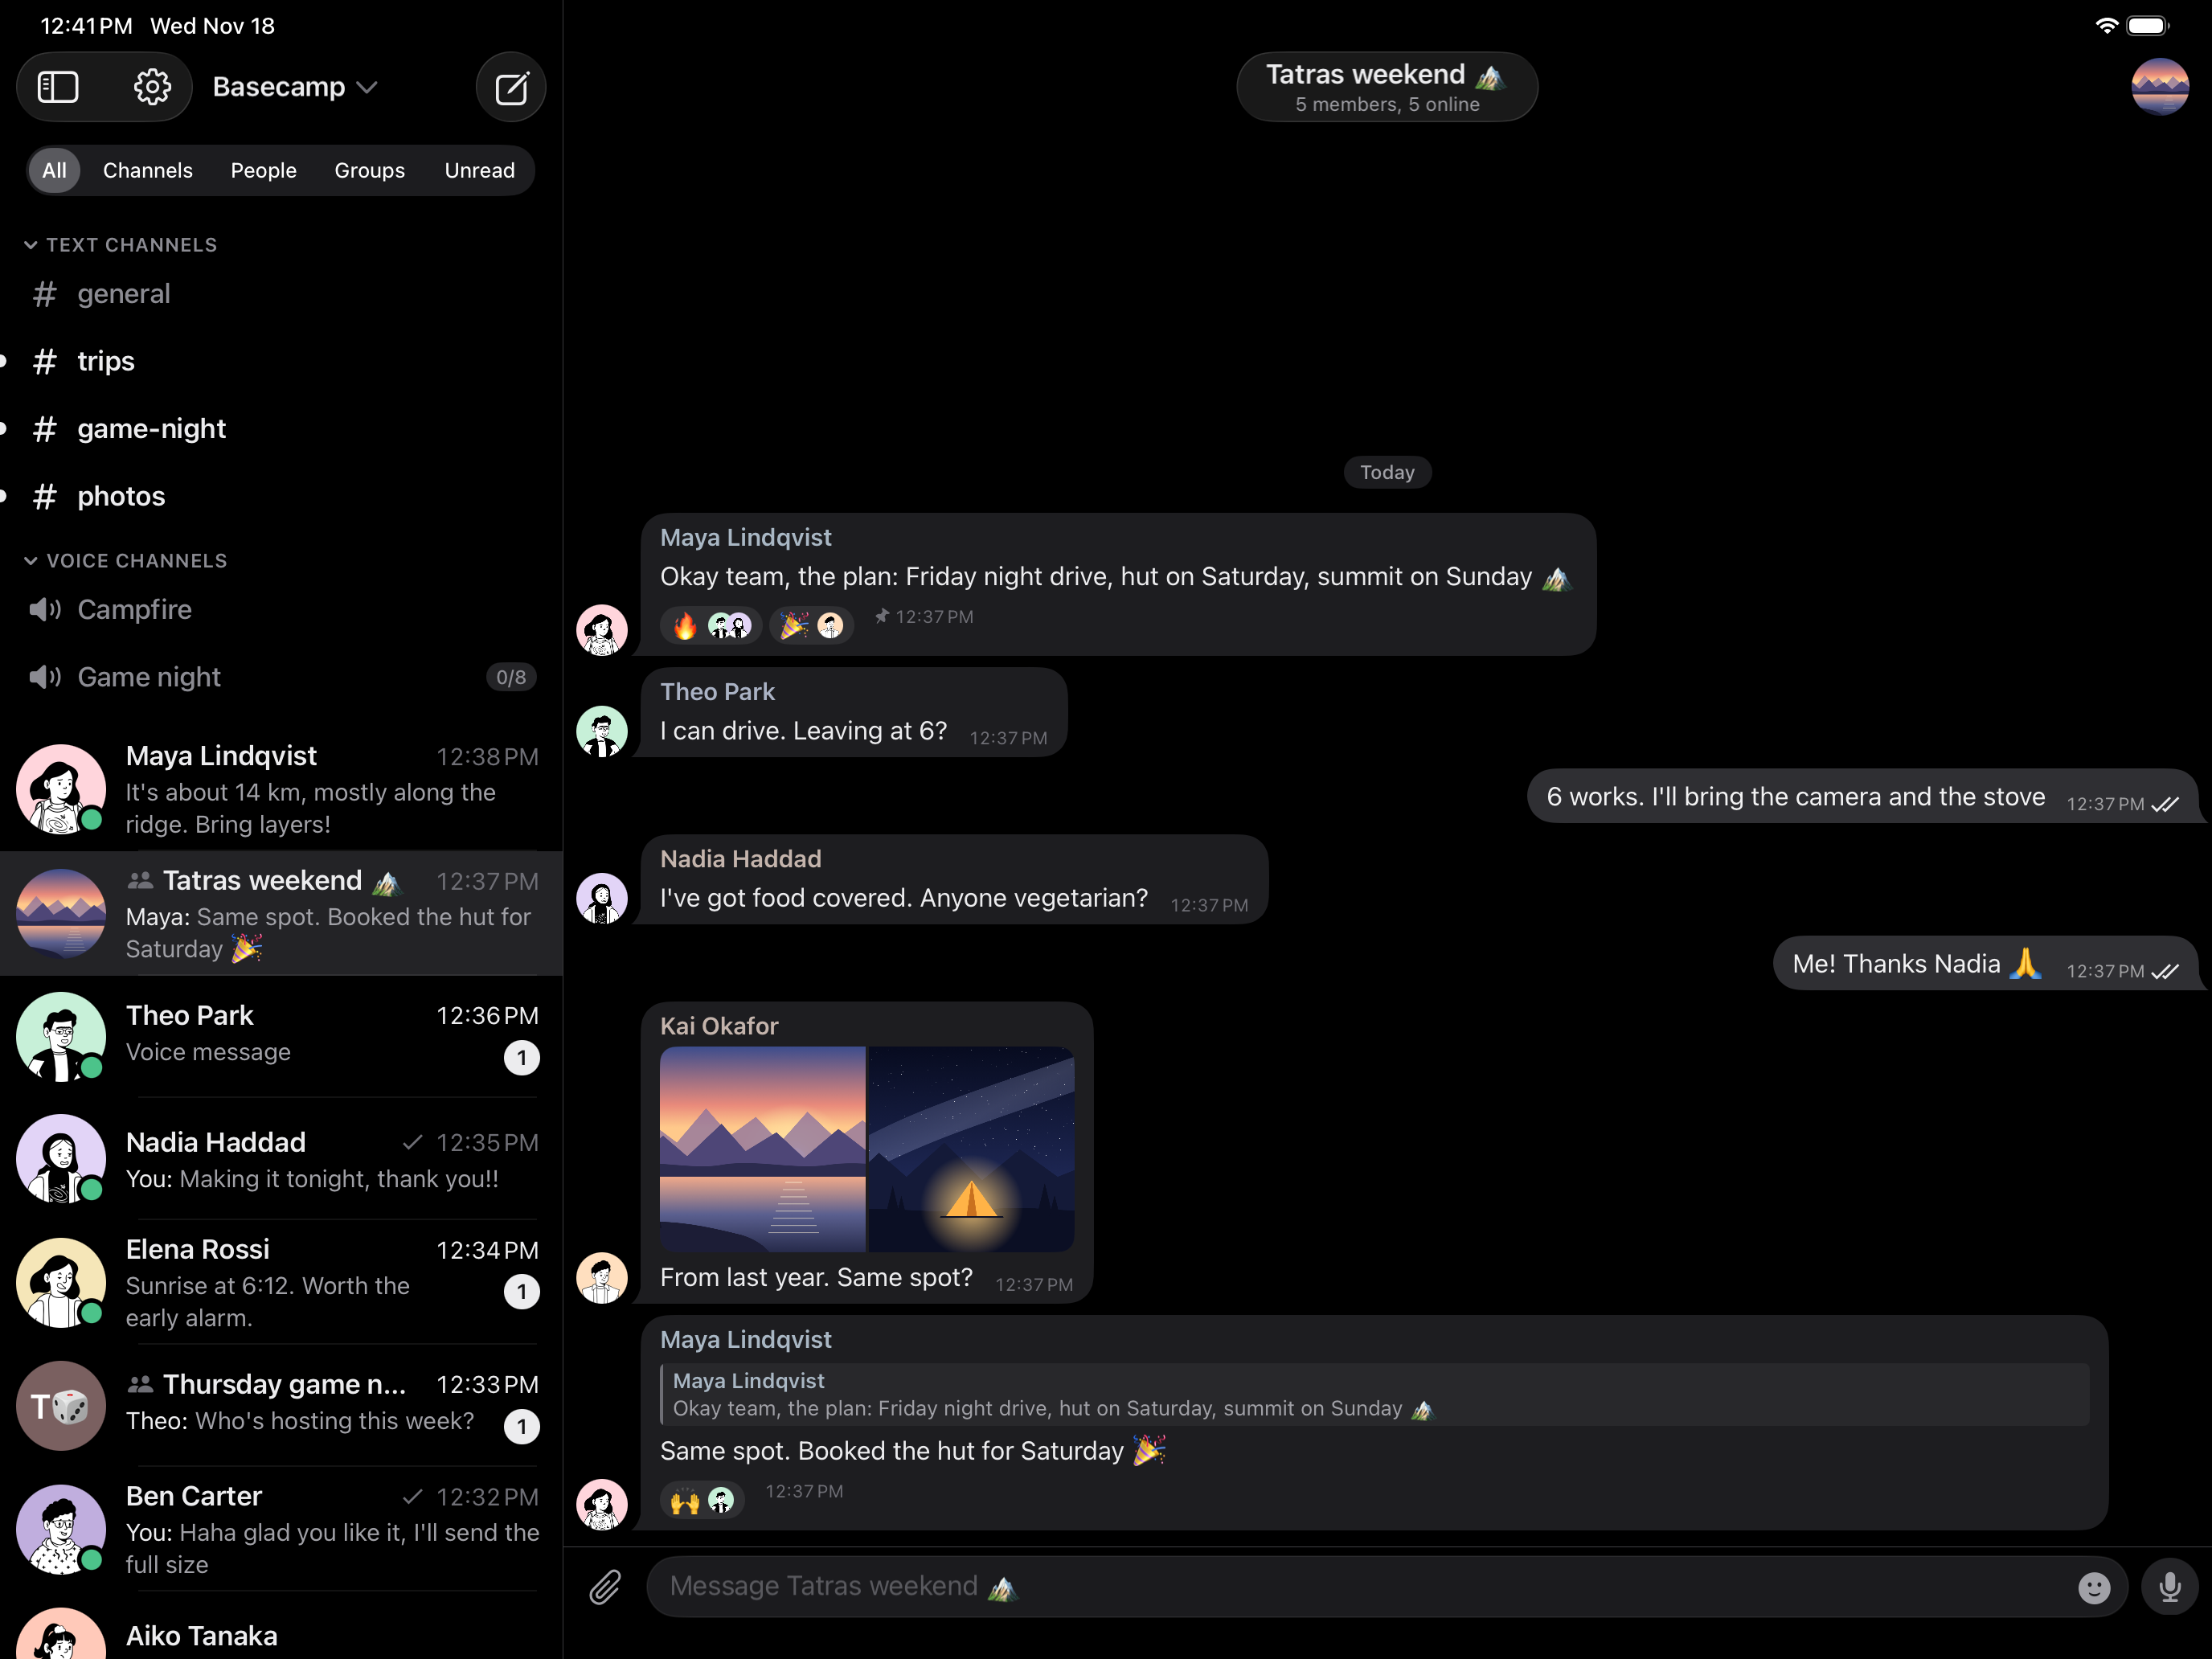 12:41 PM Wed Nov 18
Basecamp
All Channels People Groups Unread
TEXT CHANNELS
# general
# trips
# game-night
# photos
VOICE CHANNELS
Campfire
Game night 0/8
Maya Lindqvist 12:38 PM
It's about 14 km, mostly along the
ridge. Bring layers!
Tatras weekend 🏔️ 12:37 PM
Maya: Same spot. Booked the hut for
Saturday 🎉
Theo Park 12:36 PM
Voice message 1
Nadia Haddad 12:35 PM
You: Making it tonight, thank you!!
Elena Rossi 12:34 PM
Sunrise at 6:12. Worth the
early alarm. 1
T🎲
Thursday game n... 12:33 PM
Theo: Who's hosting this week? 1
Ben Carter 12:32 PM
You: Haha glad you like it, I'll send the
full size
Aiko Tanaka
Tatras weekend 🏔️
5 members, 5 online
Today
Maya Lindqvist
Okay team, the plan: Friday night drive, hut on Saturday, summit on Sunday 🏔️
🔥 🎉 12:37 PM
Theo Park
I can drive. Leaving at 6? 12:37 PM
6 works. I'll bring the camera and the stove 12:37 PM
Nadia Haddad
I've got food covered. Anyone vegetarian? 12:37 PM
Me! Thanks Nadia 🙏 12:37 PM
Kai Okafor
From last year. Same spot? 12:37 PM
Maya Lindqvist
Maya Lindqvist
Okay team, the plan: Friday night drive, hut on Saturday, summit on Sunday 🏔️
Same spot. Booked the hut for Saturday 🎉
🙌 12:37 PM
Message Tatras weekend 🏔️